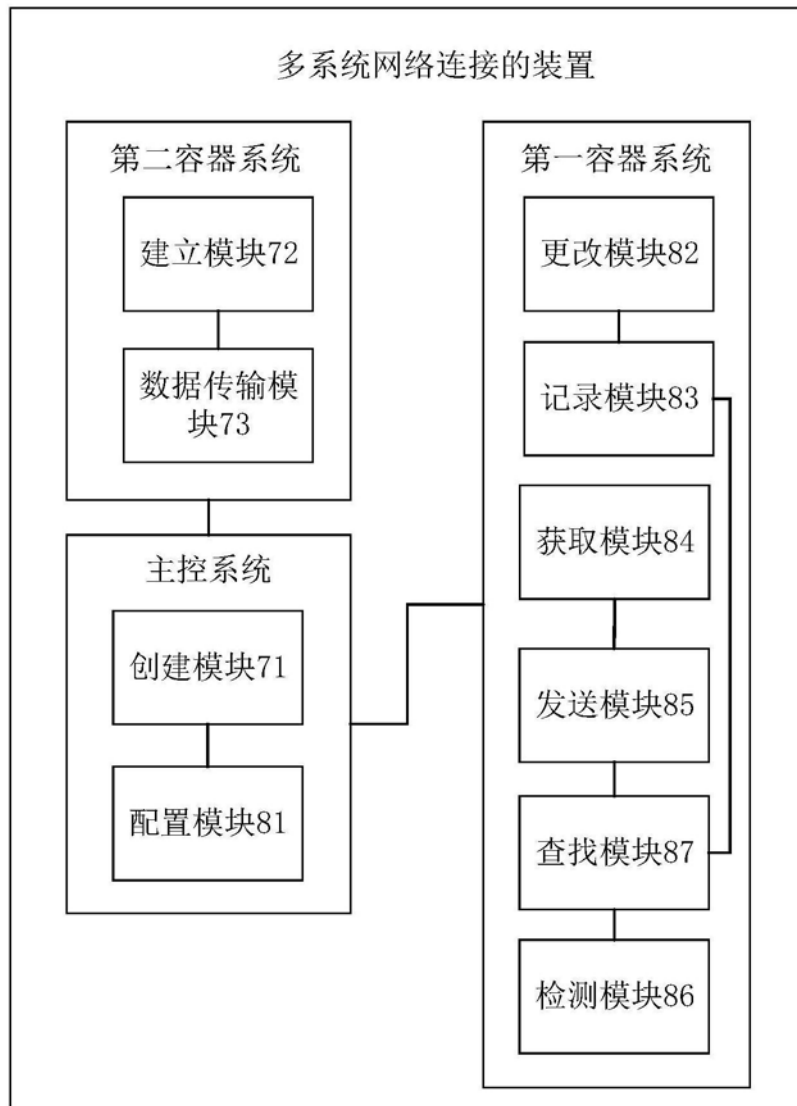 多系统网络连接的装置
第二容器系统
建立模块72
数据传输模
块73
主控系统
创建模块71
配置模块81
第一容器系统
更改模块82
记录模块83
获取模块84
发送模块85
查找模块87
检测模块86